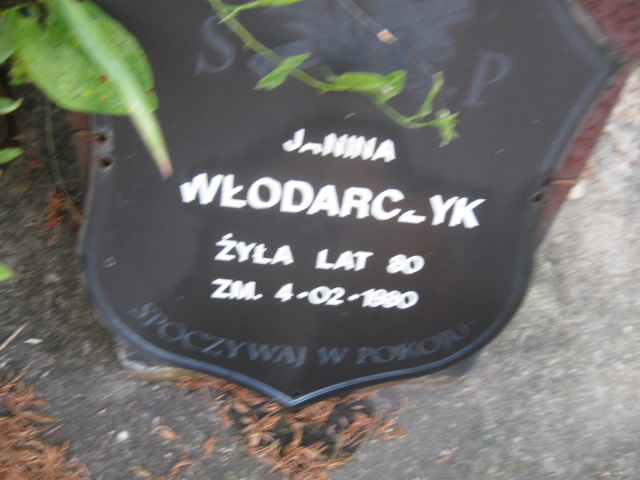 Ś P
JANINA
WŁODARCZYK
ŻYŁA LAT 80
ZM. 4-02-1980
SPOCZYWAJ W POKOJU